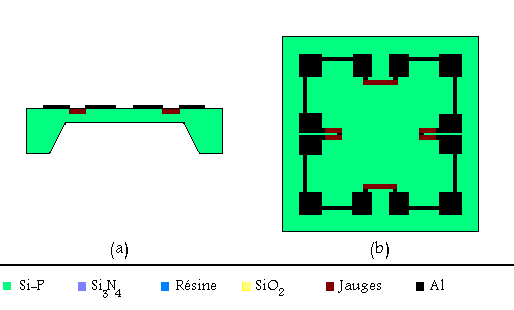 (a) (b)
Si-P Si₃N₄ Résine SiO₂ Jauges Al